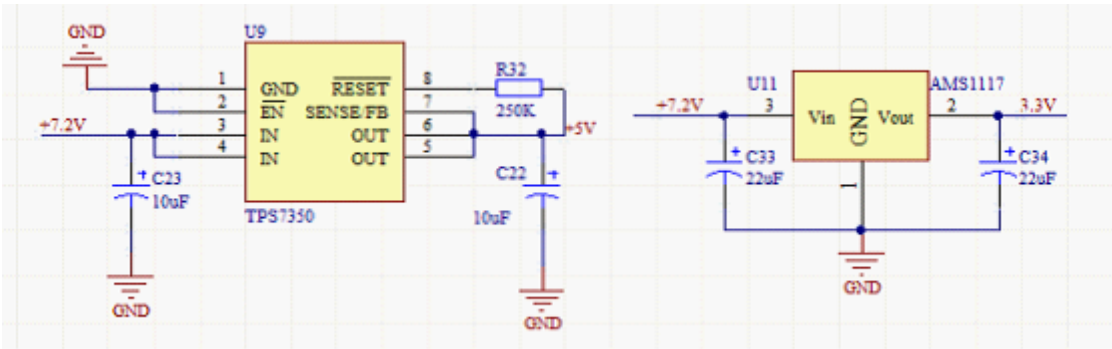 GND
U9
1 GND RESET 8 R32
2 EN SENSE/FB 7 250K
+7.2V 3 IN OUT 6 +5V
4 IN OUT 5
C23
+
10uF
TPS7350
C22
+
10uF
GND
GND
U11 AMS1117
+7.2V 3 Vin GND Vout 2 3.3V
+ C33
22uF
1
+ C34
22uF
GND